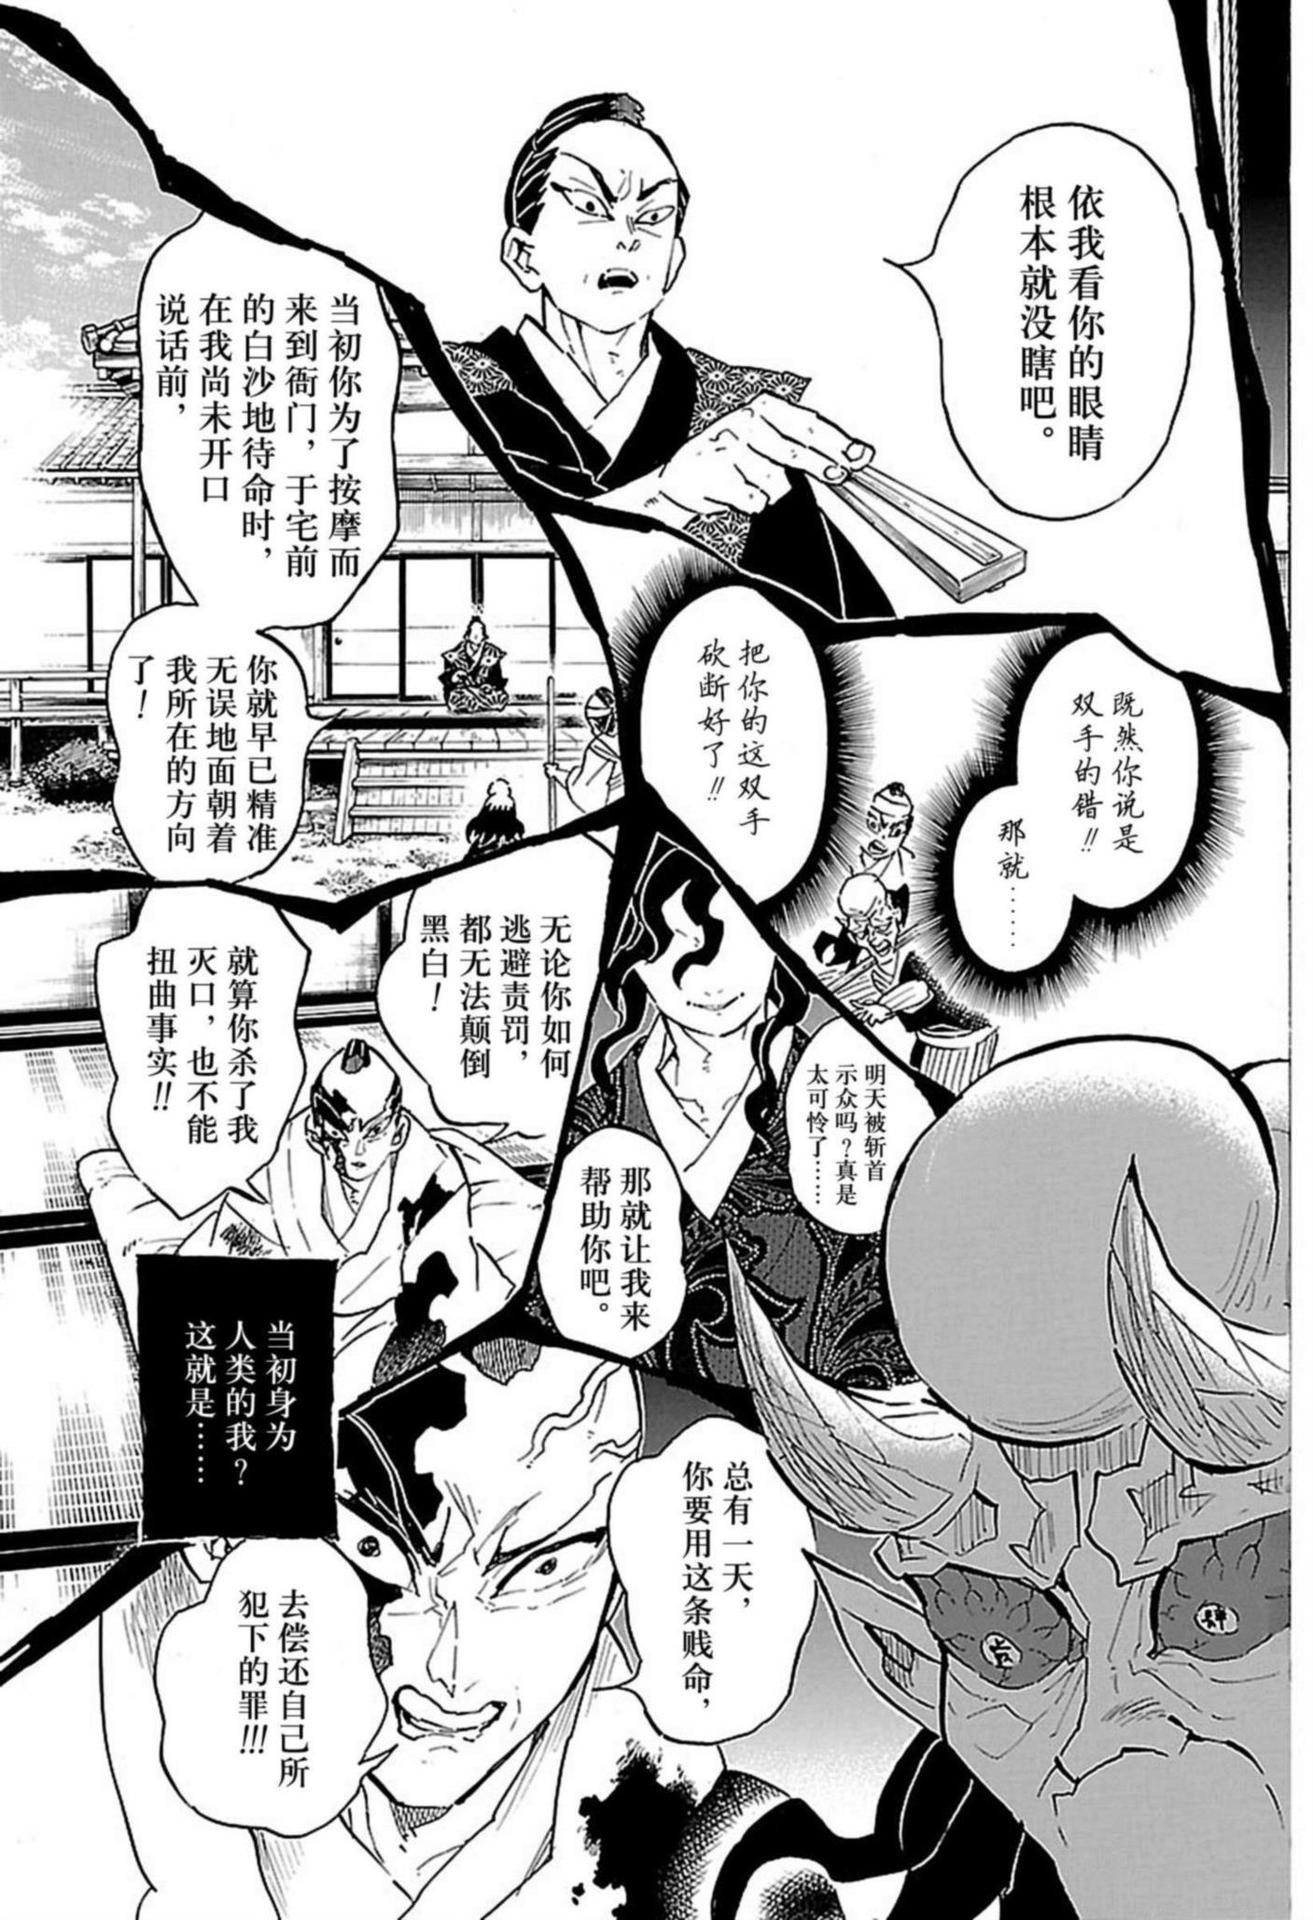 依我看你的眼睛
根本就没瞎吧。
当初你为了按摩而
来到衙门，于宅前
的白沙地待命时，
在我尚未开口
说话前，
你就早已精准
无误地面朝着
我所在的方向
了！
既然你说是
双手的错!!
那就……
把你的这双手
砍断好了!!
明天被斩首
示众吗？真是
太可怜了……
那就让我来
帮助你吧。
无论你如何
逃避责罚，
都无法颠倒
黑白！
就算你杀了我
灭口，也不能
扭曲事实!!
当初身为
人类的我？
这就是……
总有一天，
你要用这条贱命，
去偿还自己所
犯下的罪!!!
肆